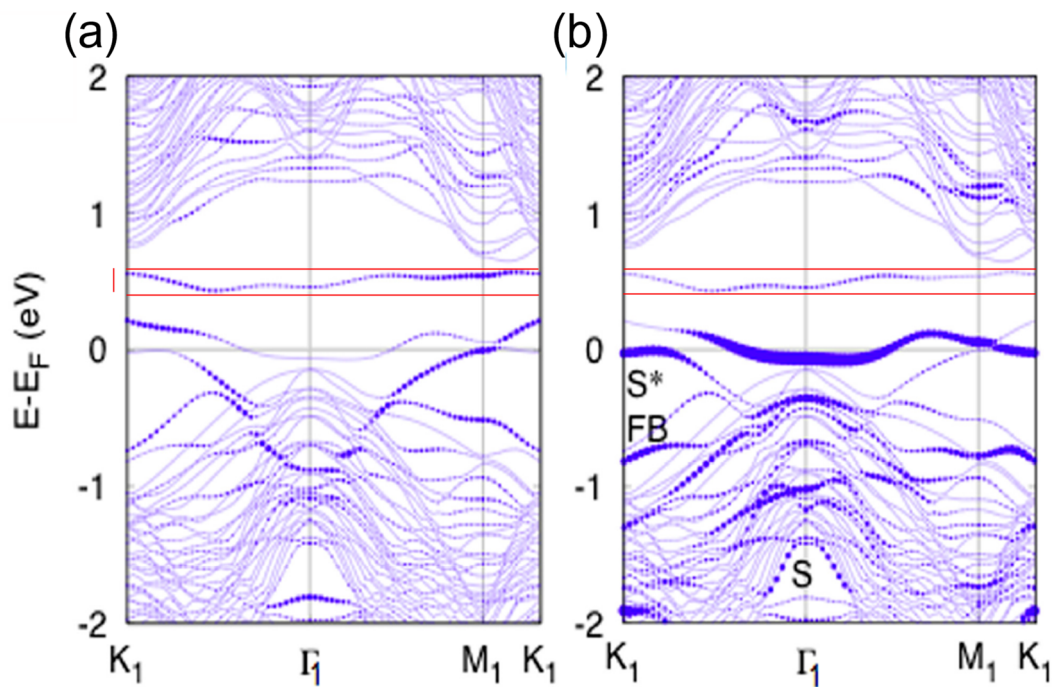 (a) (b)
2 2
1 1
E-E_F (eV)
0 0
S*
FB
-1 -1
S
-2 -2
K₁ Γ₁ M₁ K₁ K₁ Γ₁ M₁ K₁